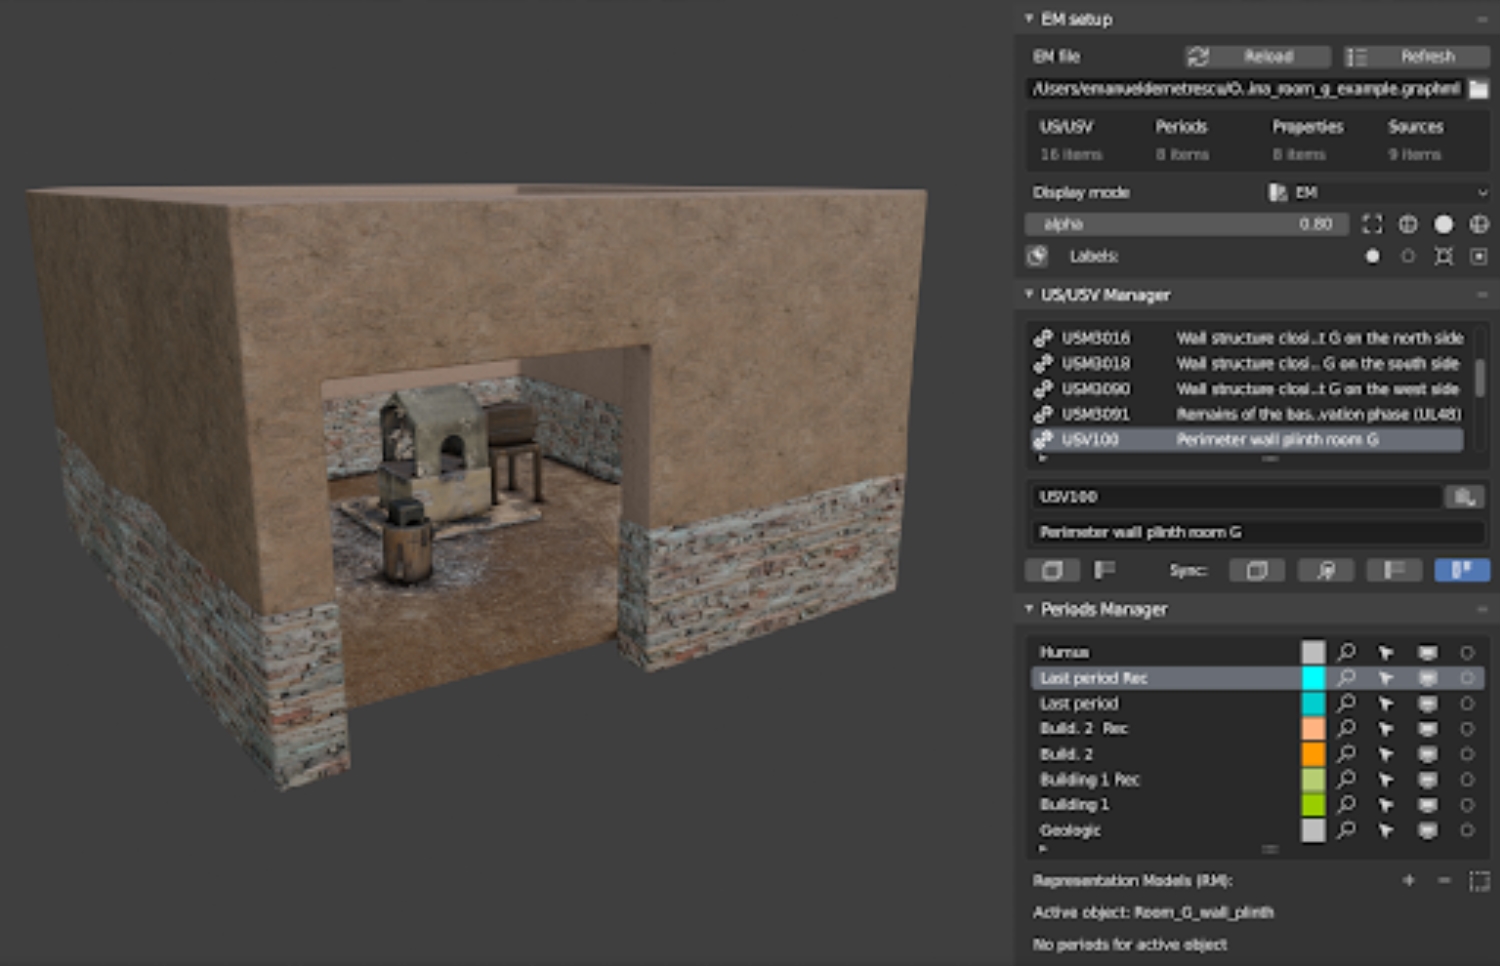 EM setup
EM file Reload Refresh
/Users/emanueldemetrescu/O..ina_room_g_example.graphml
US/USV Periods Properties Sources
16 items 8 items 8 items 9 items
Display mode EM
alpha 0.80
Labels:
US/USV Manager
USM3016 Wall structure closi..t G on the north side
USM3018 Wall structure closi.. G on the south side
USM3090 Wall structure closi..t G on the west side
USM3091 Remains of the bas..vation phase (UL48)
USV100 Perimeter wall plinth room G
USV100
Perimeter wall plinth room G
Sync:
Periods Manager
Humus
Last period Rec
Last period
Build. 2 Rec
Build. 2
Building 1 Rec
Building 1
Geologic
Representation Models (RM):
Active object: Room_G_wall_plinth
No periods for active object